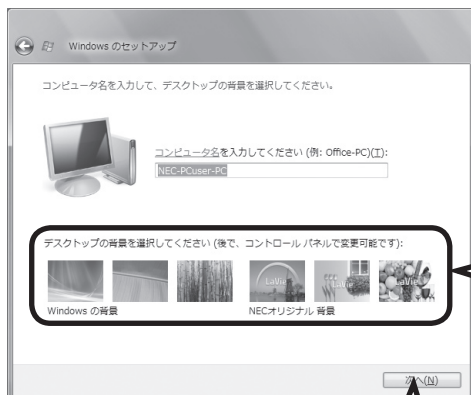 Windows のセットアップ
コンピュータ名を入力して、デスクトップの背景を選択してください。
コンピュータ名を入力してください (例: Office-PC)(T):
NEC-PCuser-PC
デスクトップの背景を選択してください (後で、コントロール パネルで変更可能です):
LaVie LaVie LaVie
Windows の背景 NECオリジナル 背景
次へ(N)